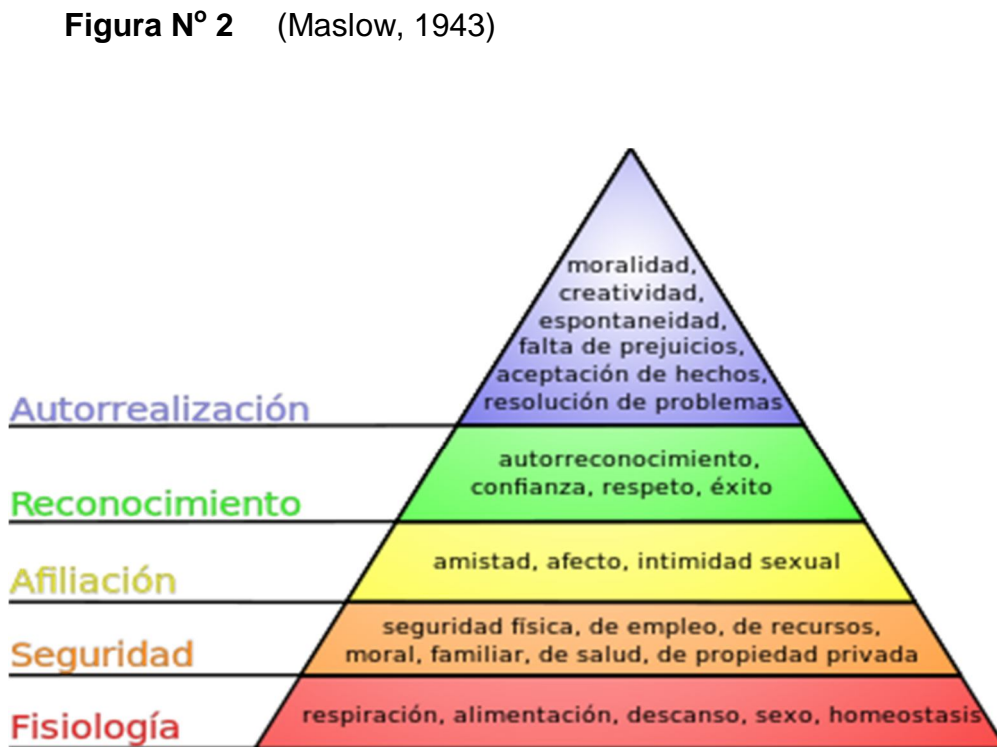 Figura Nº 2 (Maslow, 1943)
moralidad,
creatividad,
espontaneidad,
falta de prejuicios,
aceptación de hechos,
resolución de problemas
Autorrealización
autorreconocimiento,
confianza, respeto, éxito
Reconocimiento
amistad, afecto, intimidad sexual
Afiliación
seguridad física, de empleo, de recursos,
moral, familiar, de salud, de propiedad privada
Seguridad
respiración, alimentación, descanso, sexo, homeostasis
Fisiología